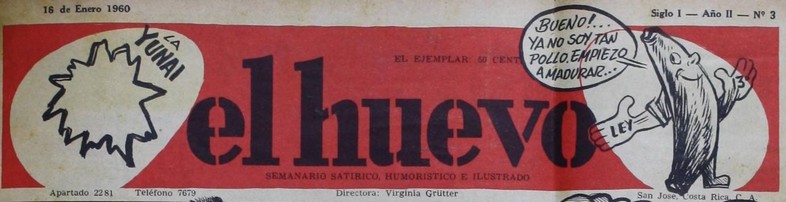 16 de Enero 1960
Siglo I — Año II — Nº 3
LA
YUNAI
BUENO!...
YA NO SOY TAN
POLLO, EMPIEZO
A MADURAR...
EL EJEMPLAR: 50 CENT
el huevo
LEY
3
SEMANARIO SATIRICO, HUMORISTICO E ILUSTRADO
Apartado 2281 Teléfono 7679
Directora: Virginia Grütter
San José, Costa Rica, C. A.